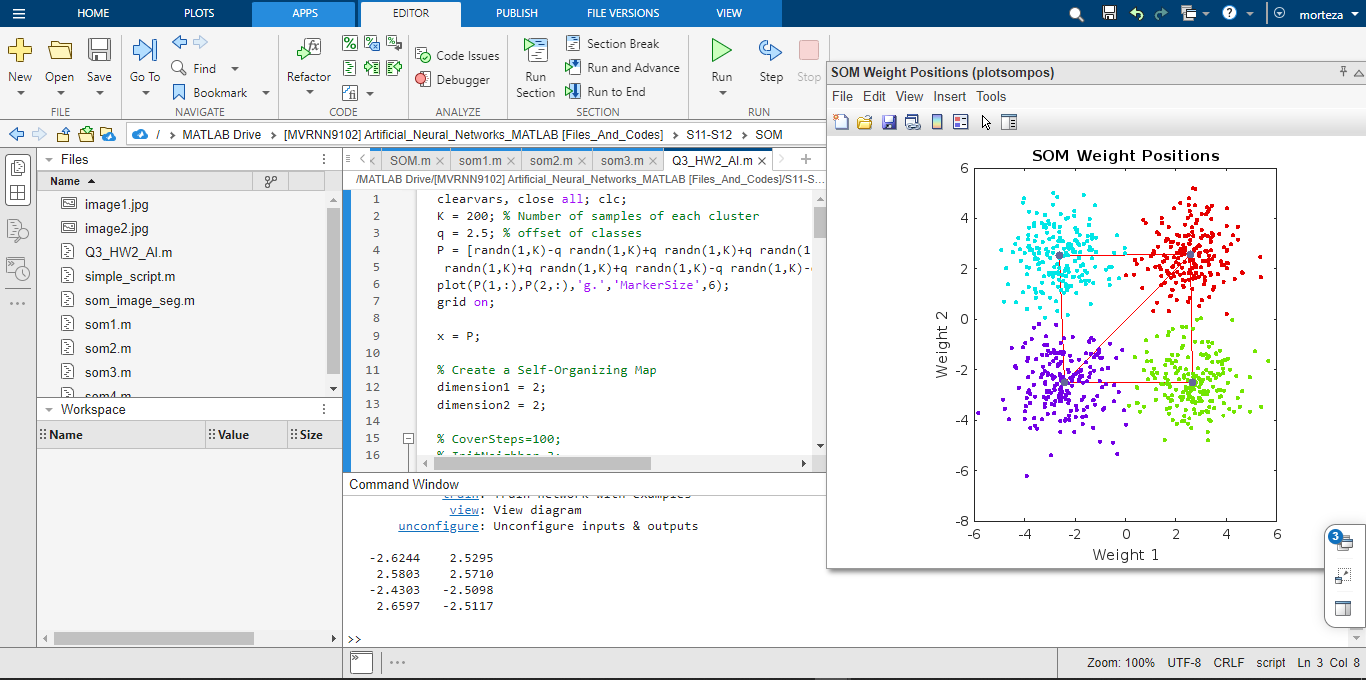 HOME PLOTS APPS EDITOR PUBLISH FILE VERSIONS VIEW morteza
New Open Save Go To Find Bookmark Refactor Code Issues Debugger Run Section Section Break Run and Advance Run to End Run Step Stop
FILE NAVIGATE CODE ANALYZE SECTION RUN
/ MATLAB Drive [MVRNN9102] Artificial_Neural_Networks_MATLAB [Files_And_Codes] S11-S12 SOM
Files
Name
image1.jpg
image2.jpg
Q3_HW2_AI.m
simple_script.m
som_image_seg.m
som1.m
som2.m
som3.m
som4.m
Workspace
Name Value Size
SOM.m som1.m som2.m som3.m Q3_HW2_AI.m
/MATLAB Drive/[MVRNN9102] Artificial_Neural_Networks_MATLAB [Files_And_Codes]/S11-S...
1 clearvars, close all; clc;
2 K = 200; % Number of samples of each cluster
3 q = 2.5; % offset of classes
4 P = [randn(1,K)-q randn(1,K)+q randn(1,K)+q randn(1
5 randn(1,K)+q randn(1,K)+q randn(1,K)-q randn(1,K)-
6 plot(P(1,:),P(2,:),'g.','MarkerSize',6);
7 grid on;
8
9 x = P;
10
11 % Create a Self-Organizing Map
12 dimension1 = 2;
13 dimension2 = 2;
14
15 % CoverSteps=100;
16
Command Window
train: Train network with examples
view: View diagram
unconfigure: Unconfigure inputs & outputs
-2.6244 2.5295
2.5803 2.5710
-2.4303 -2.5098
2.6597 -2.5117
>>
SOM Weight Positions (plotsompos)
File Edit View Insert Tools
SOM Weight Positions
6
4
2
0
-2
-4
-6
-8
Weight 2
-6 -4 -2 0 2 4 6
Weight 1
3
Zoom: 100% UTF-8 CRLF script Ln 3 Col 8